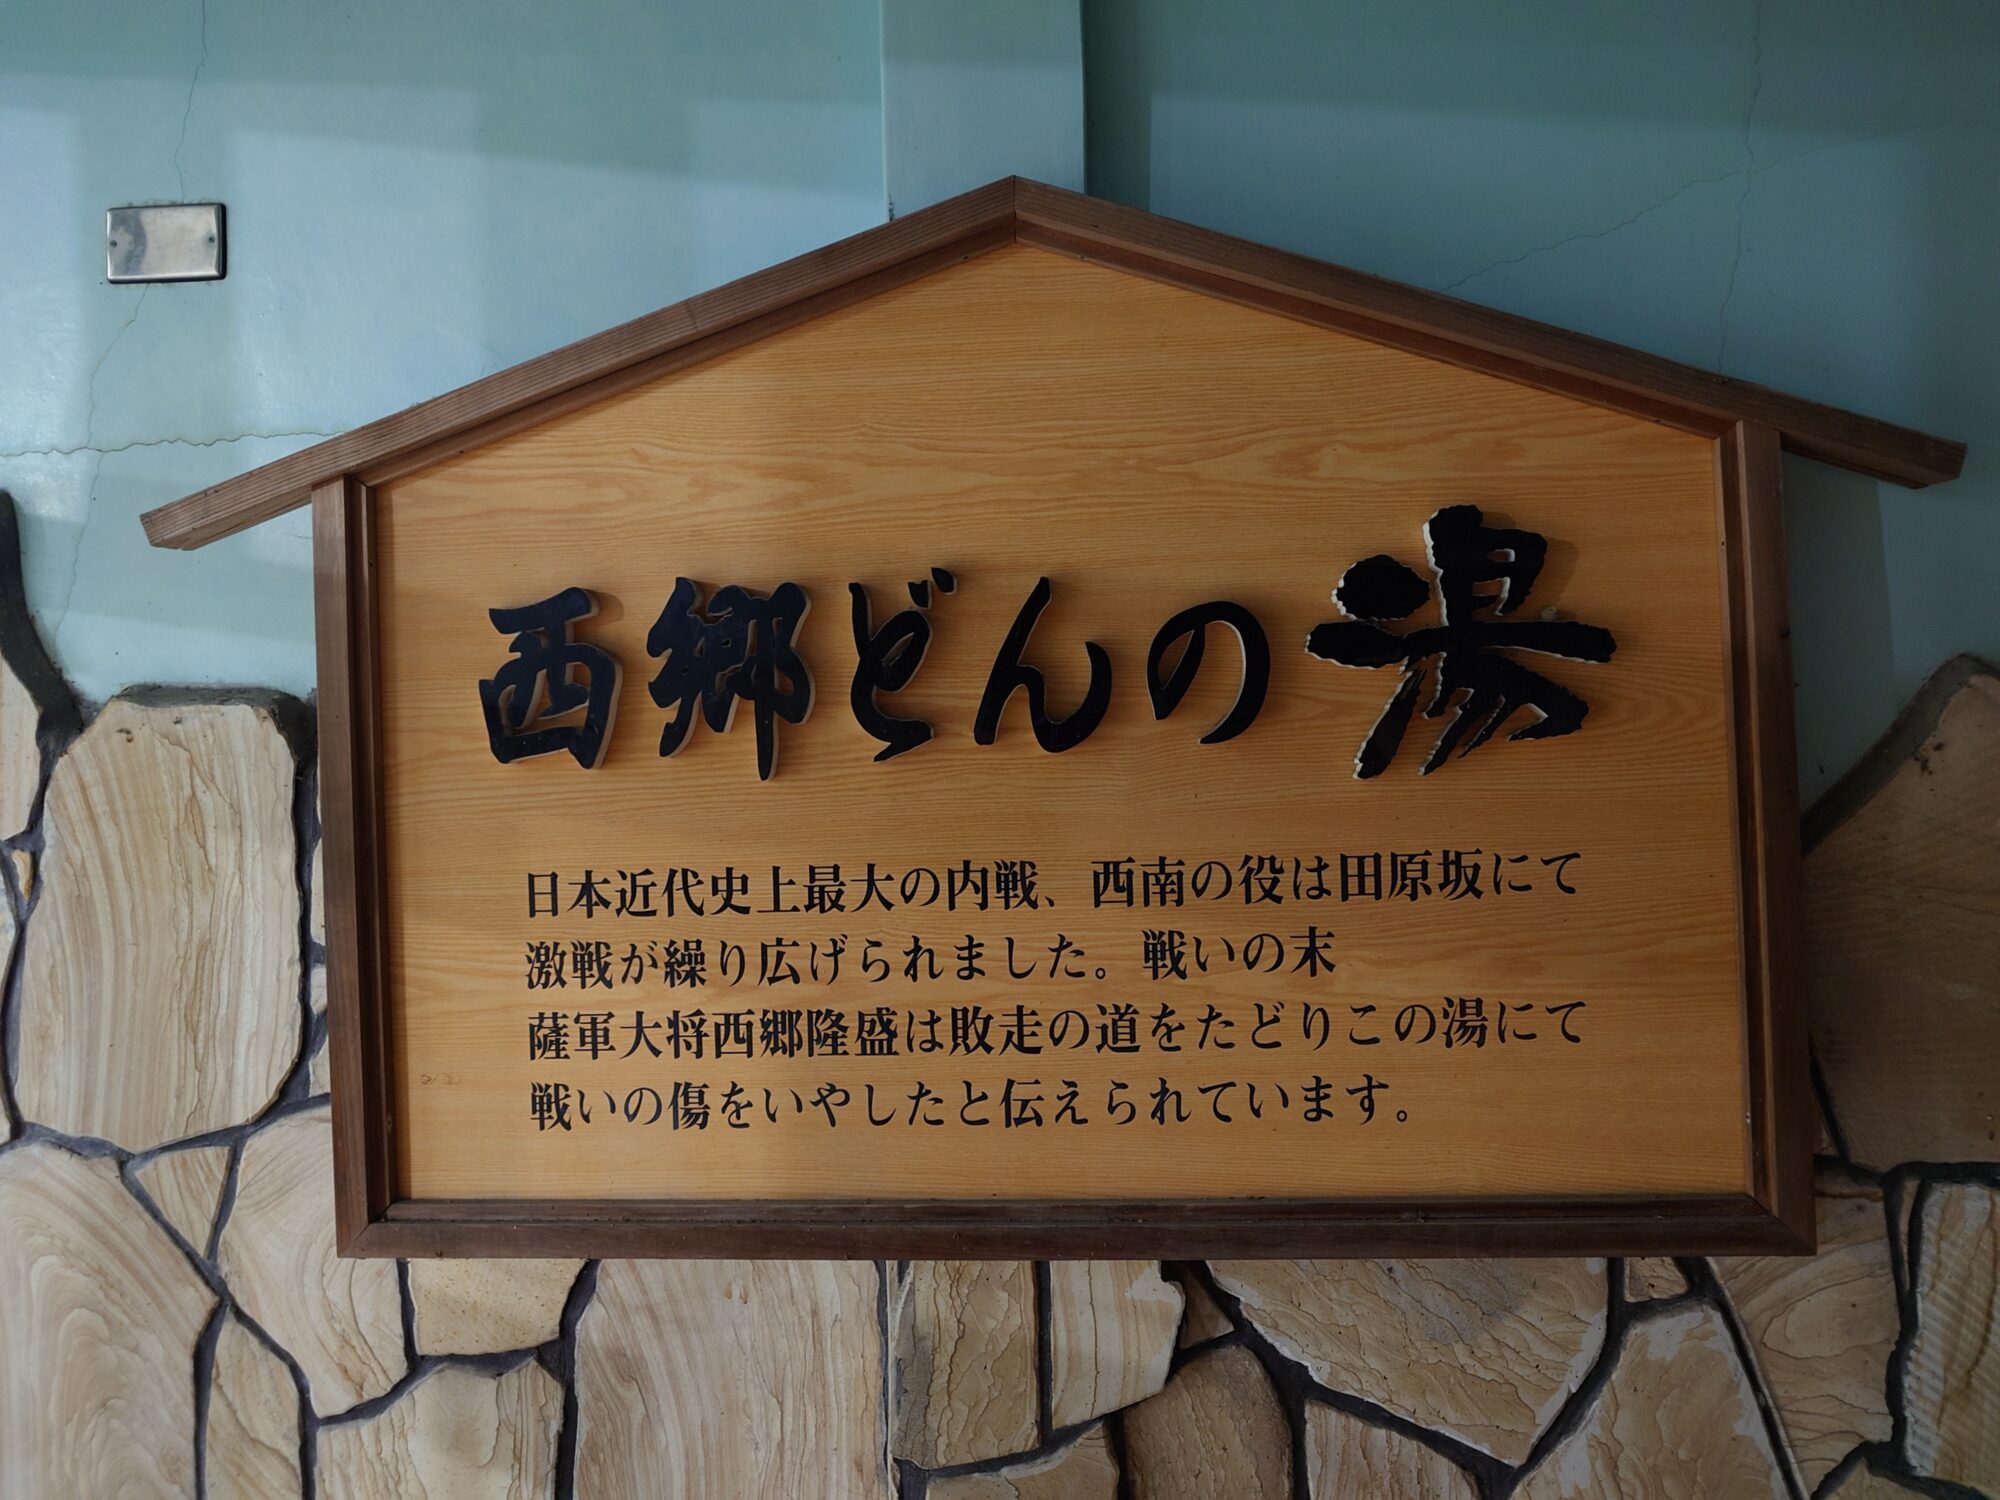 西郷どんの湯
日本近代史上最大の内戦、西南の役は田原坂にて
激戦が繰り広げられました。戦いの末
薩軍大将西郷隆盛は敗走の道をたどりこの湯にて
戦いの傷をいやしたと伝えられています。